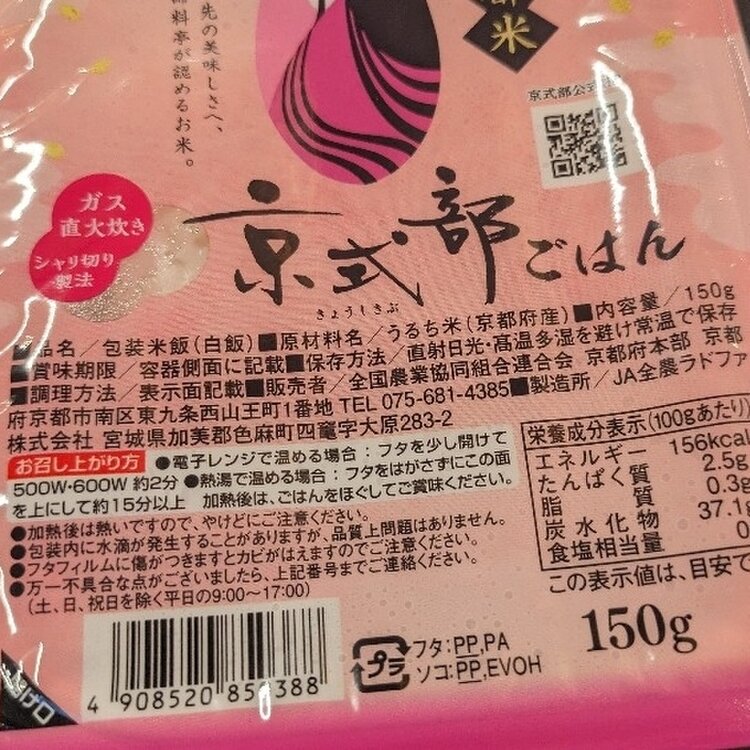 先の美味しさへ、
料亭が認めるお米。
米
京式部公式
ガス
直火炊き
シャリ切り
製法
京式部ごはん
きょうしきぶ
品名／包装米飯(白飯)■原材料名／うるち米(京都府産)■内容量／150g
■賞味期限／容器側面に記載■保存方法／直射日光・高温多湿を避け常温で保存
■調理方法／表示面記載■販売者／全国農業協同組合連合会 京都府本部 京都
府京都市南区東九条西山王町1番地 TEL 075-681-4385■製造所／JA全農ラドファ
株式会社 宮城県加美郡色麻町四竈字大原283-2
お召し上がり方 ●電子レンジで温める場合：フタを少し開けて
500W・600W 約2分 ●熱湯で温める場合：フタをはがさずにこの面
を上にして約15分以上 加熱後は、ごはんをほぐしてご賞味ください。
●加熱後は熱いですので、やけどにご注意ください。
●包装内に水滴が発生することがありますが、品質上問題はありません。
●フタフィルムに傷がつきますとカビがはえますのでご注意ください。
●万一不具合な点がございましたら、上記番号までご連絡ください。
(土、日、祝日を除く平日の9:00〜17:00)
栄養成分表示(100gあたり)
エネルギー 156kcal
たんぱく質 2.5g
脂質 0.3g
炭水化物 37.1g
食塩相当量 0
この表示値は、目安で
150g
プラ
フタ：PP,PA
ソコ：PP,EVOH
4 908520 85 388